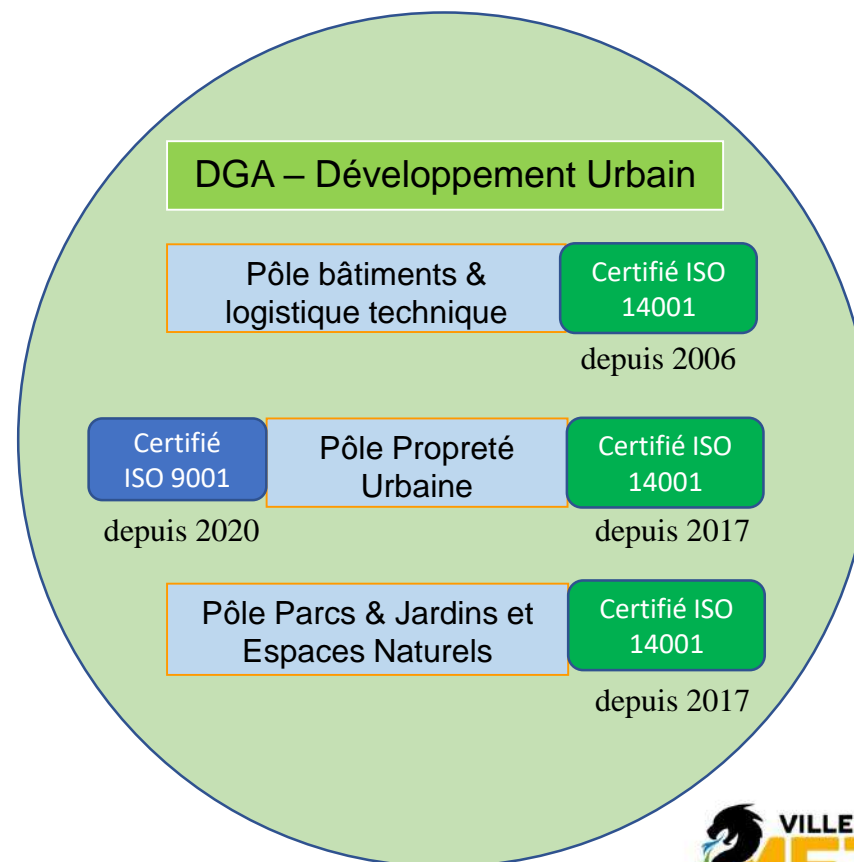 DGA – Développement Urbain
Pôle bâtiments &
logistique technique
Certifié ISO
14001
depuis 2006
Certifié
ISO 9001
depuis 2020
Pôle Propreté
Urbaine
Certifié ISO
14001
depuis 2017
Pôle Parcs & Jardins et
Espaces Naturels
Certifié ISO
14001
depuis 2017
VILLE